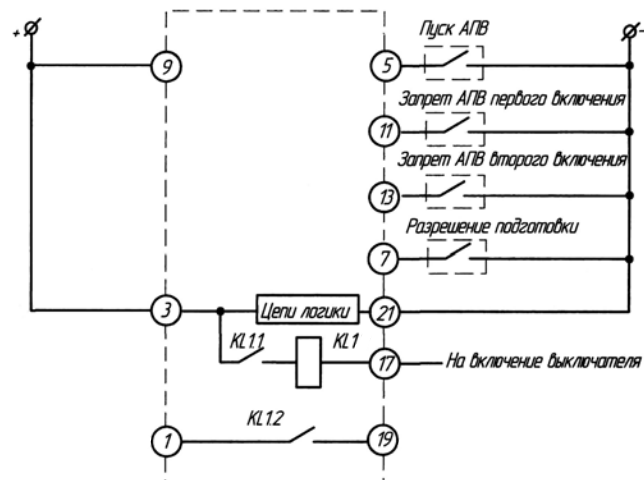 +
-
Пуск АПВ
9
5
Запрет АПВ первого включения
11
Запрет АПВ второго включения
13
Разрешение подготовки
7
3
Цепи логики
21
KL1.1
KL1
17
На включение выключателя
KL1.2
1
19